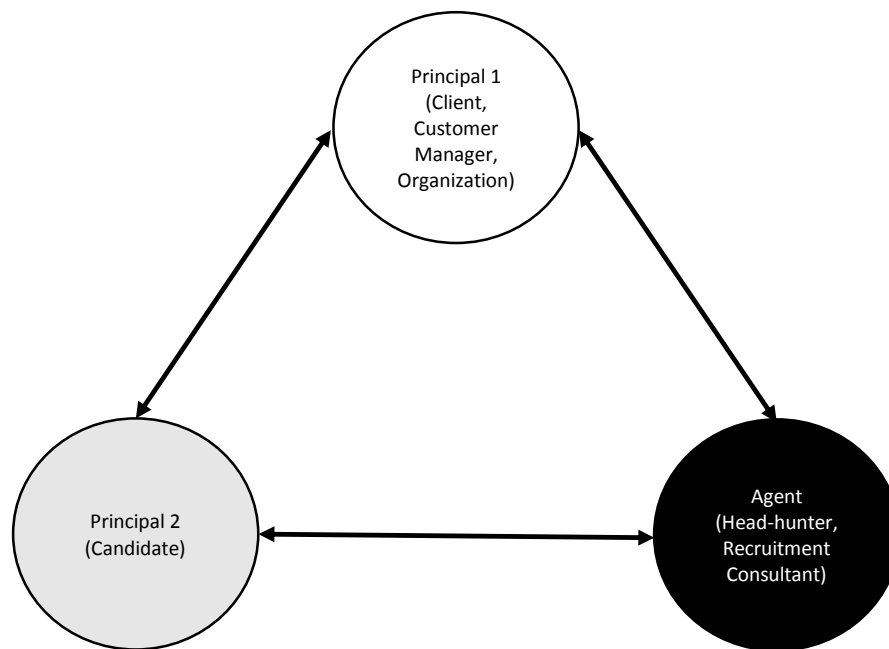 Principal 1
(Client,
Customer
Manager,
Organization)
Principal 2
(Candidate)
Agent
(Head-hunter,
Recruitment
Consultant)